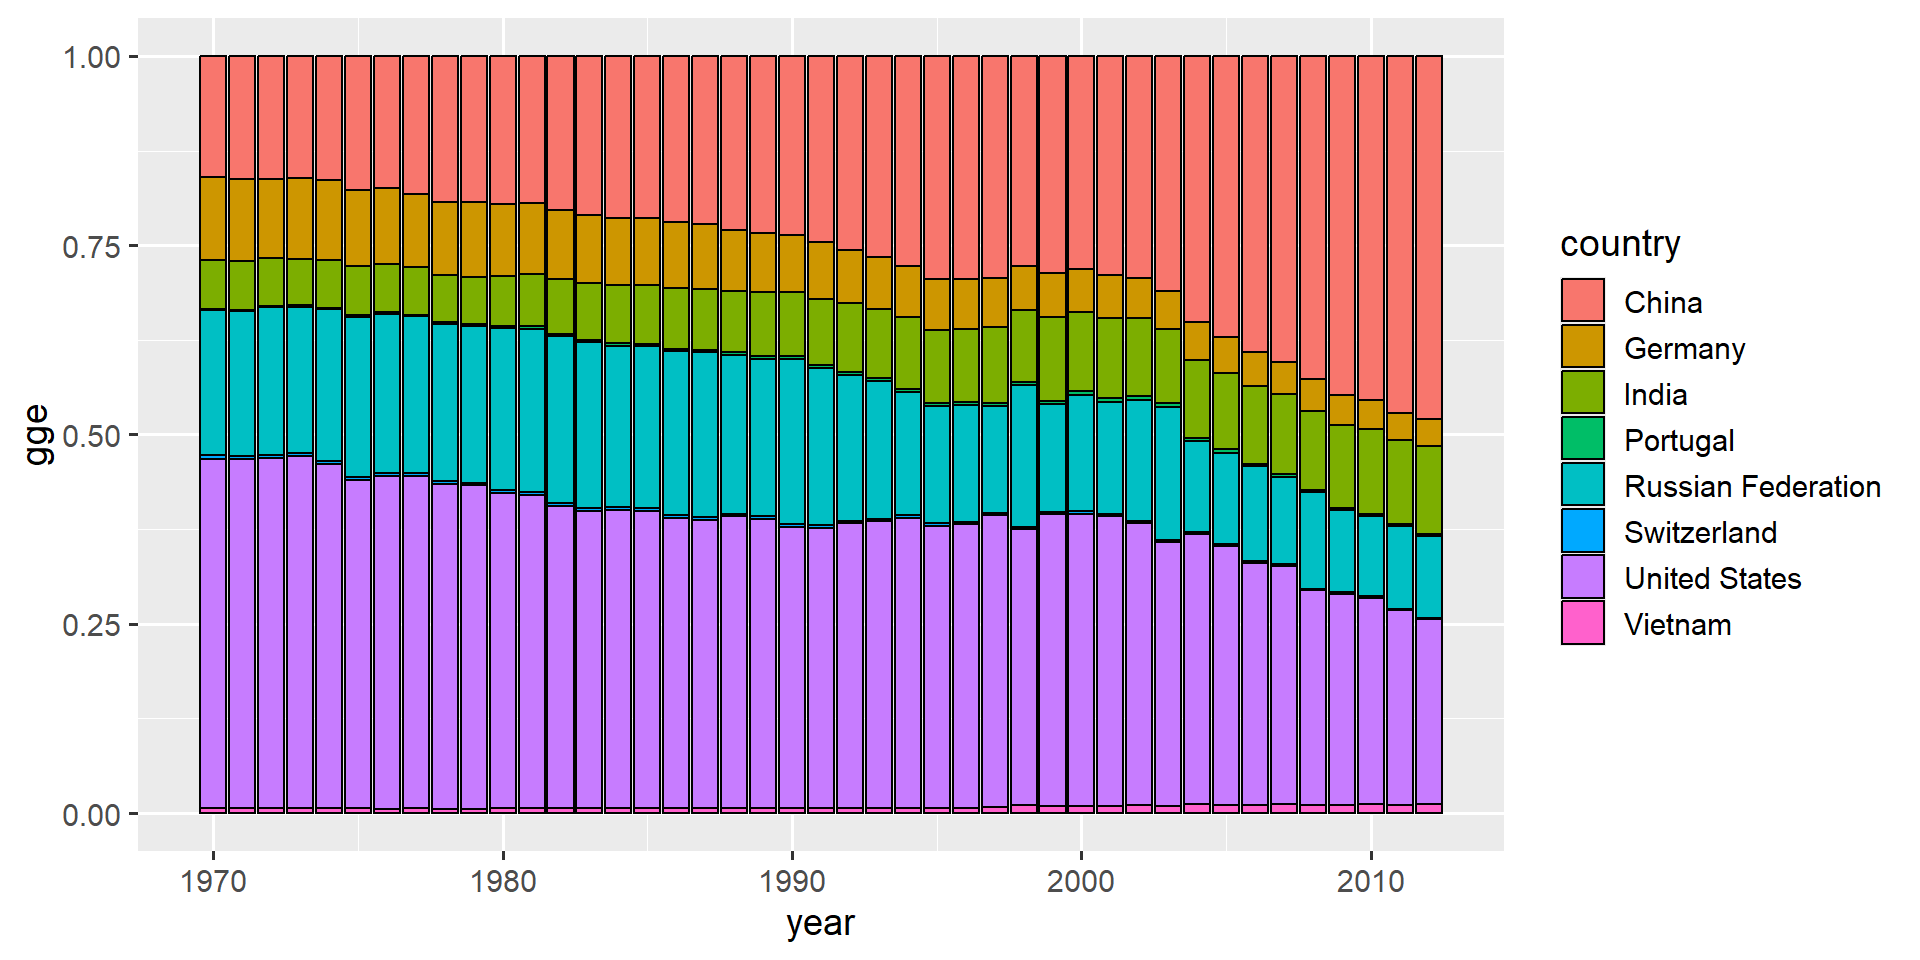 1.00
0.75
0.50
0.25
0.00
gge
1970 1980 1990 2000 2010
year
country
China
Germany
India
Portugal
Russian Federation
Switzerland
United States
Vietnam